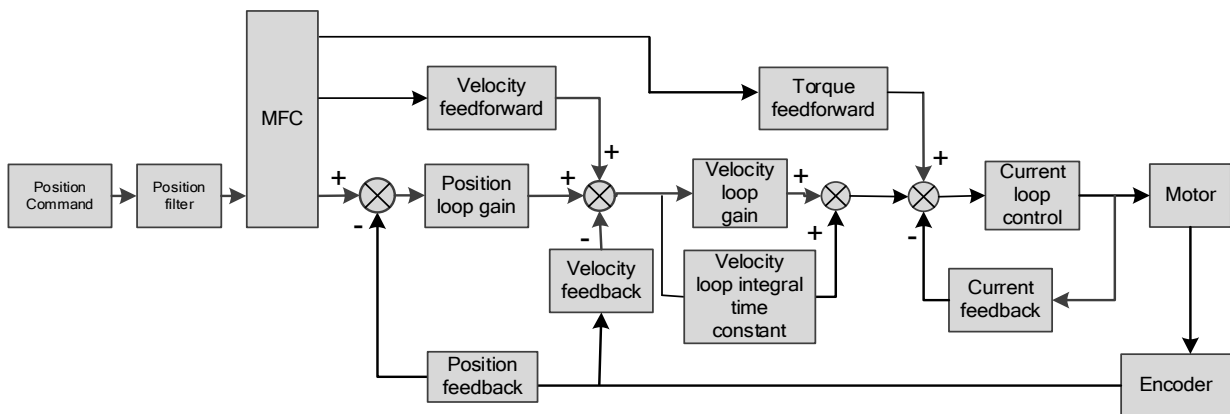 MFC
Velocity
feedforward
Torque
feedforward
+
+
+
Position
Command
Position
filter
+
Position
loop gain
+
Velocity
loop
gain
+
Current
loop
control
Motor
-
-
+
-
Velocity
feedback
Velocity
loop integral
time
constant
Current
feedback
Position
feedback
Encoder